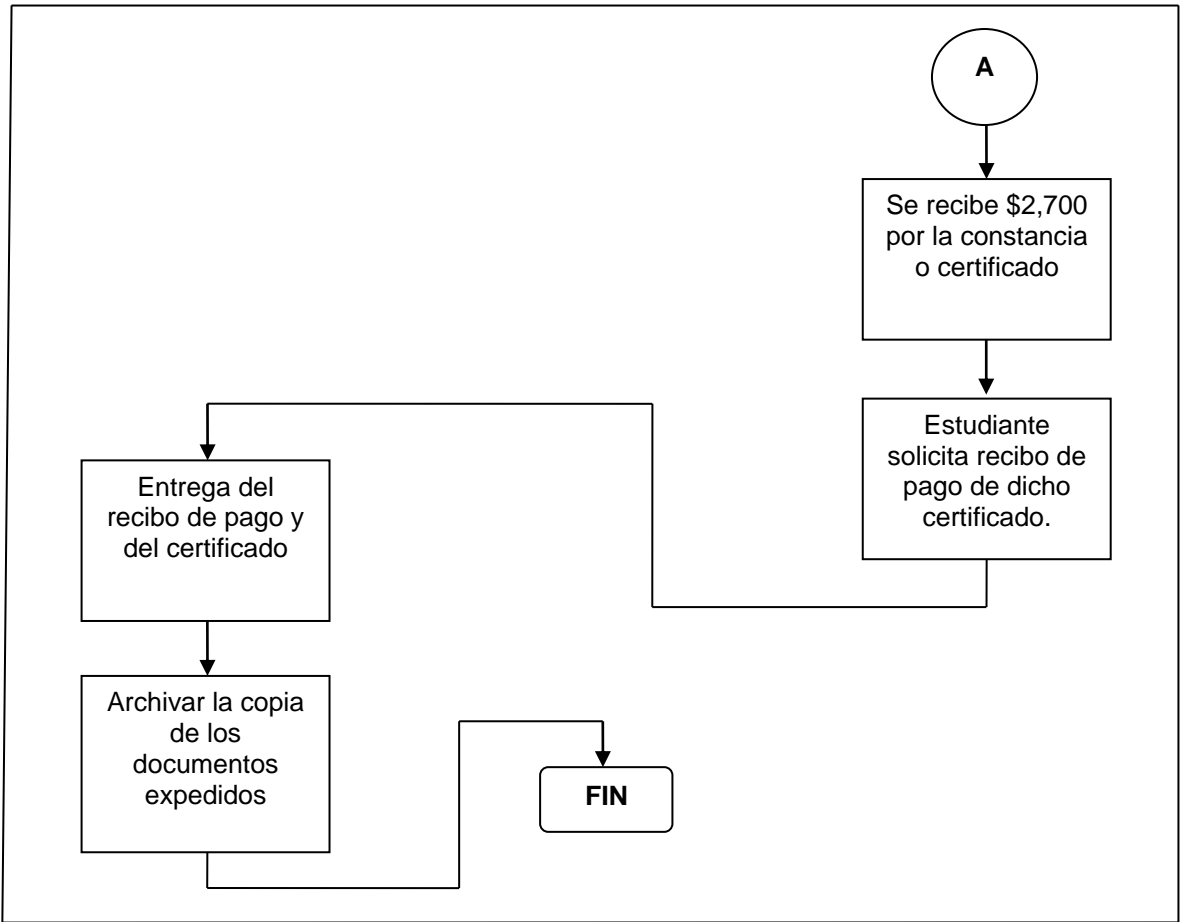 A
Se recibe $2,700
por la constancia
o certificado
Estudiante
solicita recibo de
pago de dicho
certificado.
Entrega del
recibo de pago y
del certificado
Archivar la copia
de los
documentos
expedidos
FIN